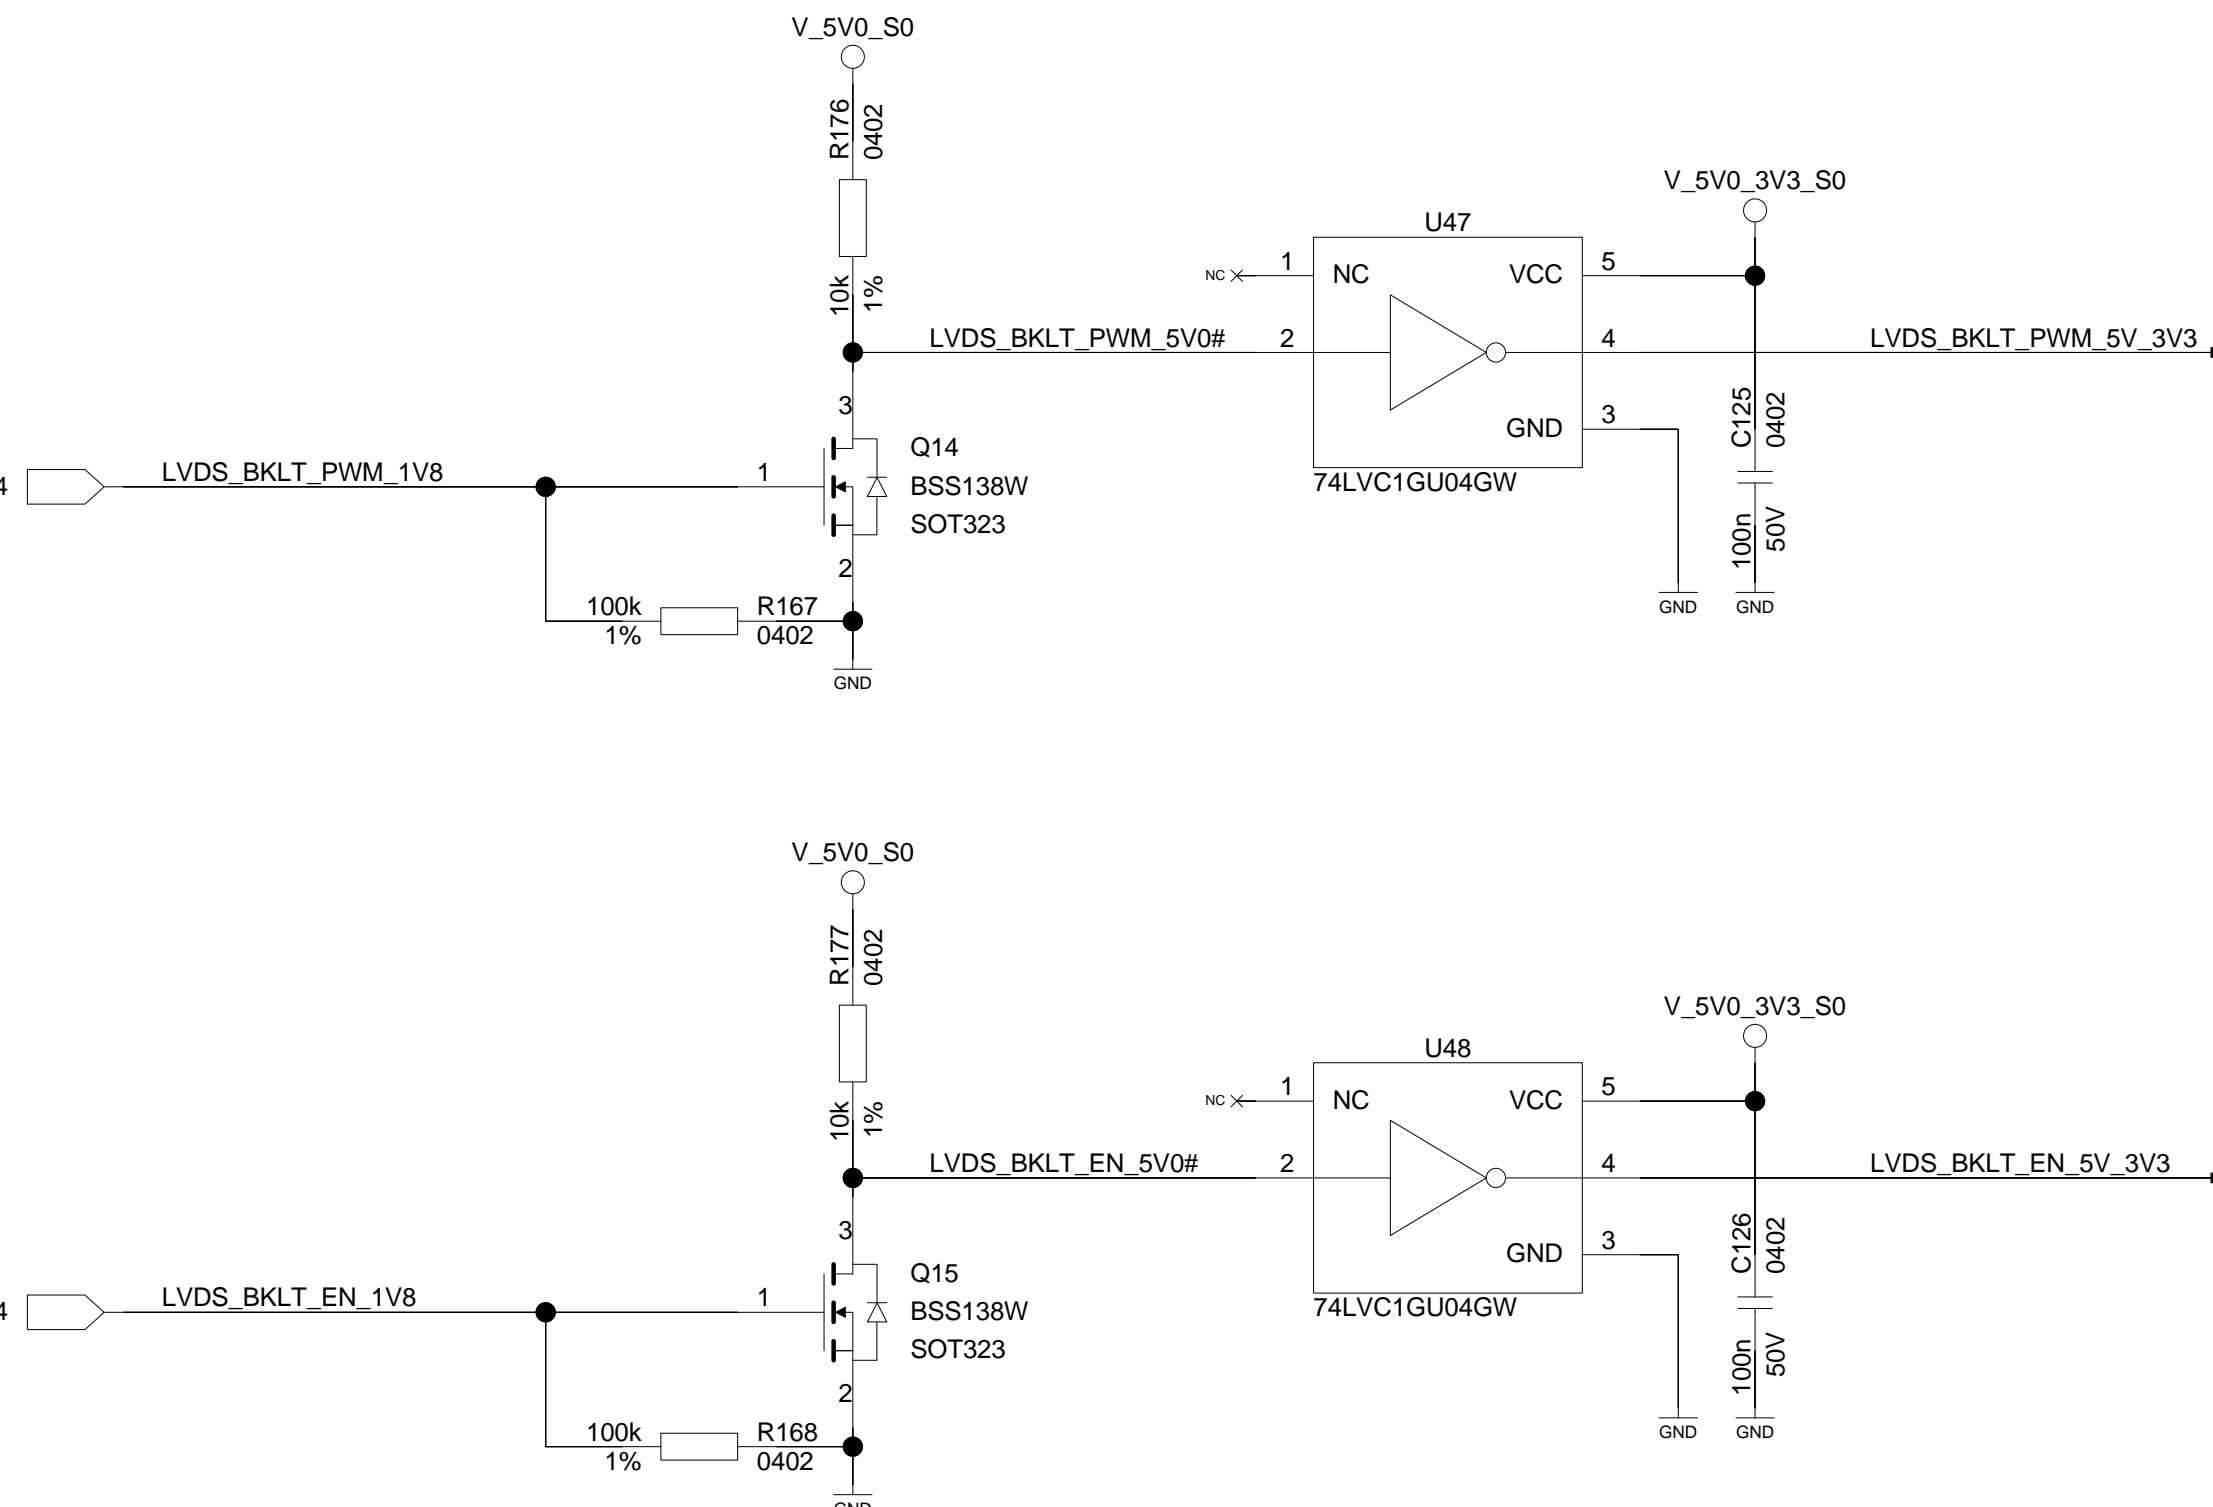 V_5V0_S0
R176
0402
10k
1%
V_5V0_3V3_S0
U47
NC
1
NC
VCC
5
LVDS_BKLT_PWM_5V0#
2
4
LVDS_BKLT_PWM_5V_3V3
3
GND
3
C125
0402
100n
50V
74LVC1GU04GW
4
LVDS_BKLT_PWM_1V8
1
Q14
BSS138W
SOT323
2
100k
1%
R167
0402
GND
GND
GND
V_5V0_S0
R177
0402
10k
1%
V_5V0_3V3_S0
U48
NC
1
NC
VCC
5
LVDS_BKLT_EN_5V0#
2
4
LVDS_BKLT_EN_5V_3V3
3
GND
3
C126
0402
100n
50V
74LVC1GU04GW
4
LVDS_BKLT_EN_1V8
1
Q15
BSS138W
SOT323
2
100k
1%
R168
0402
GND
GND
GND